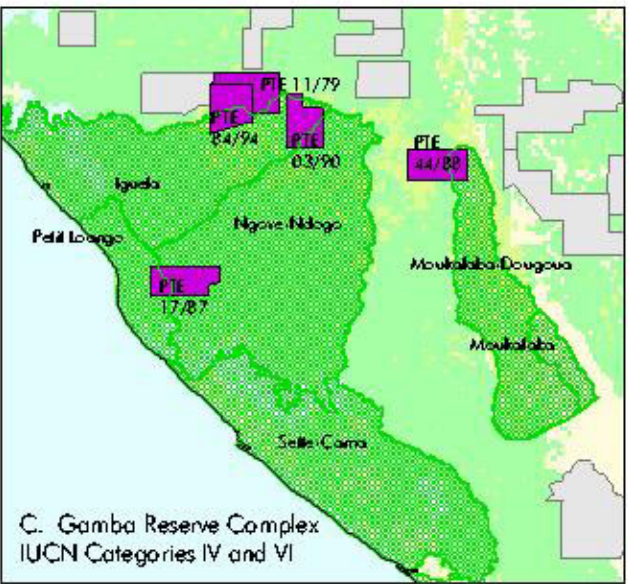 PTE 11/79
PTE
84/94
PTE
03/90
PTE
44/88
Iguela
Ngove-Ndogo
Petit Loango
Moukalaba-Dougoua
PTE
17/87
Moukalaba
Sette-Cama
C. Gamba Reserve Complex
IUCN Categories IV and VI